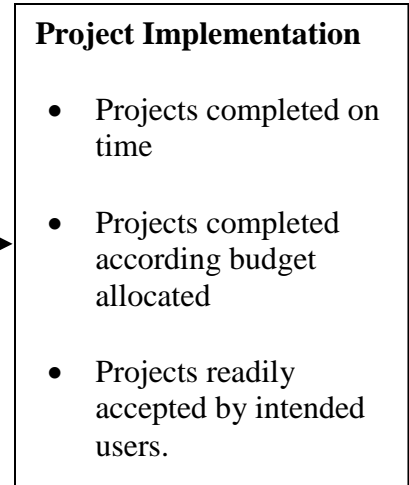 Project Implementation
• Projects completed on
time
• Projects completed
according budget
allocated
• Projects readily
accepted by intended
users.